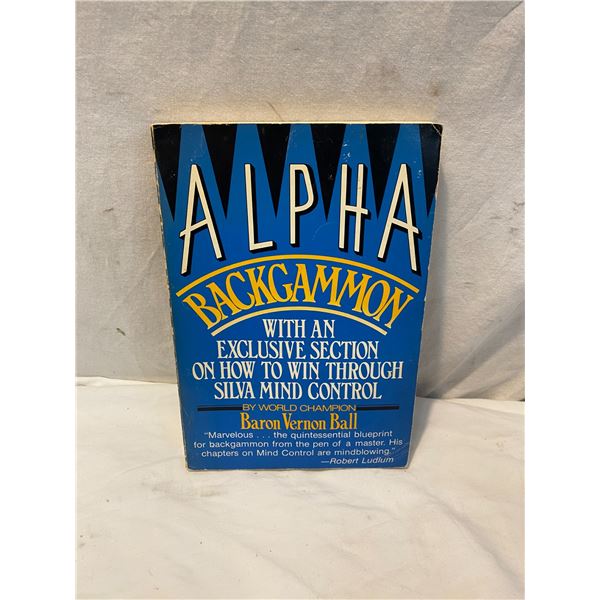 ALPHA
BACKGAMMON
WITH AN
EXCLUSIVE SECTION
ON HOW TO WIN THROUGH
SILVA MIND CONTROL
BY WORLD CHAMPION
Baron Vernon Ball
"Marvelous . . . the quintessential blueprint
for backgammon from the pen of a master. His
chapters on Mind Control are mindblowing."
—Robert Ludlum